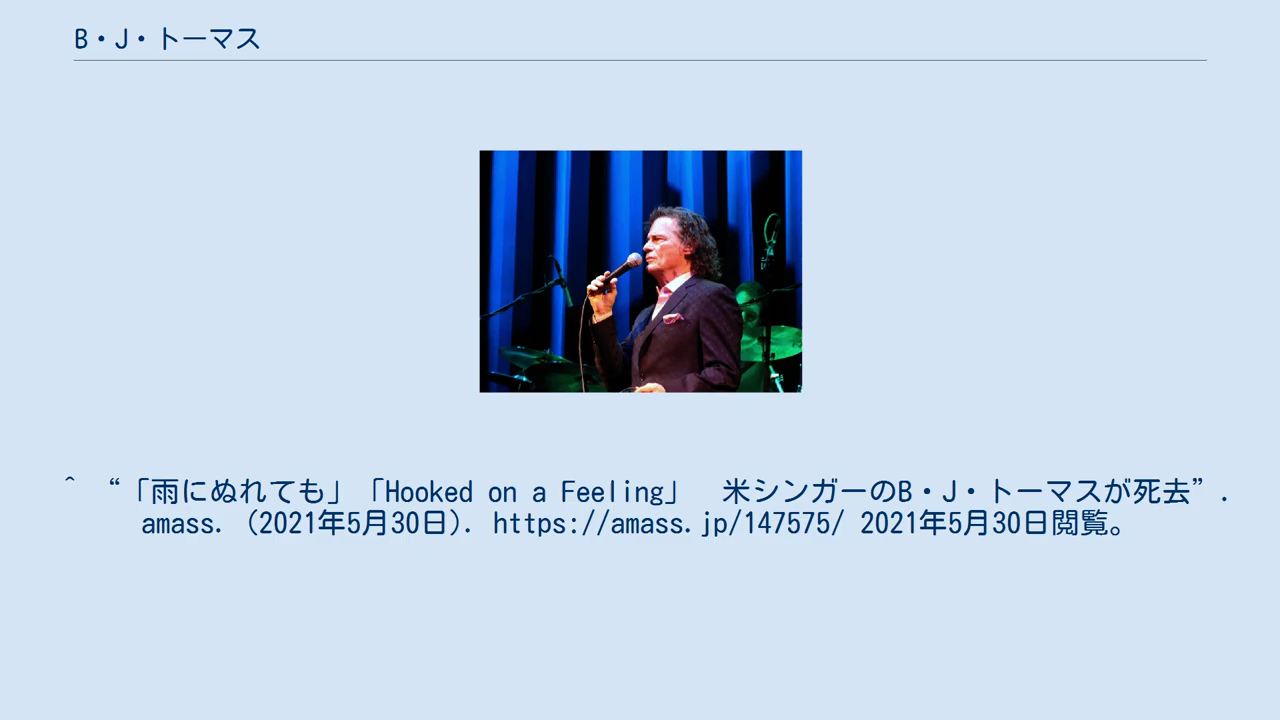 B・J・トーマス
^ “「雨にぬれても」「Hooked on a Feeling」　米シンガーのB・J・トーマスが死去”.
amass. (2021年5月30日). https://amass.jp/147575/ 2021年5月30日閲覧。